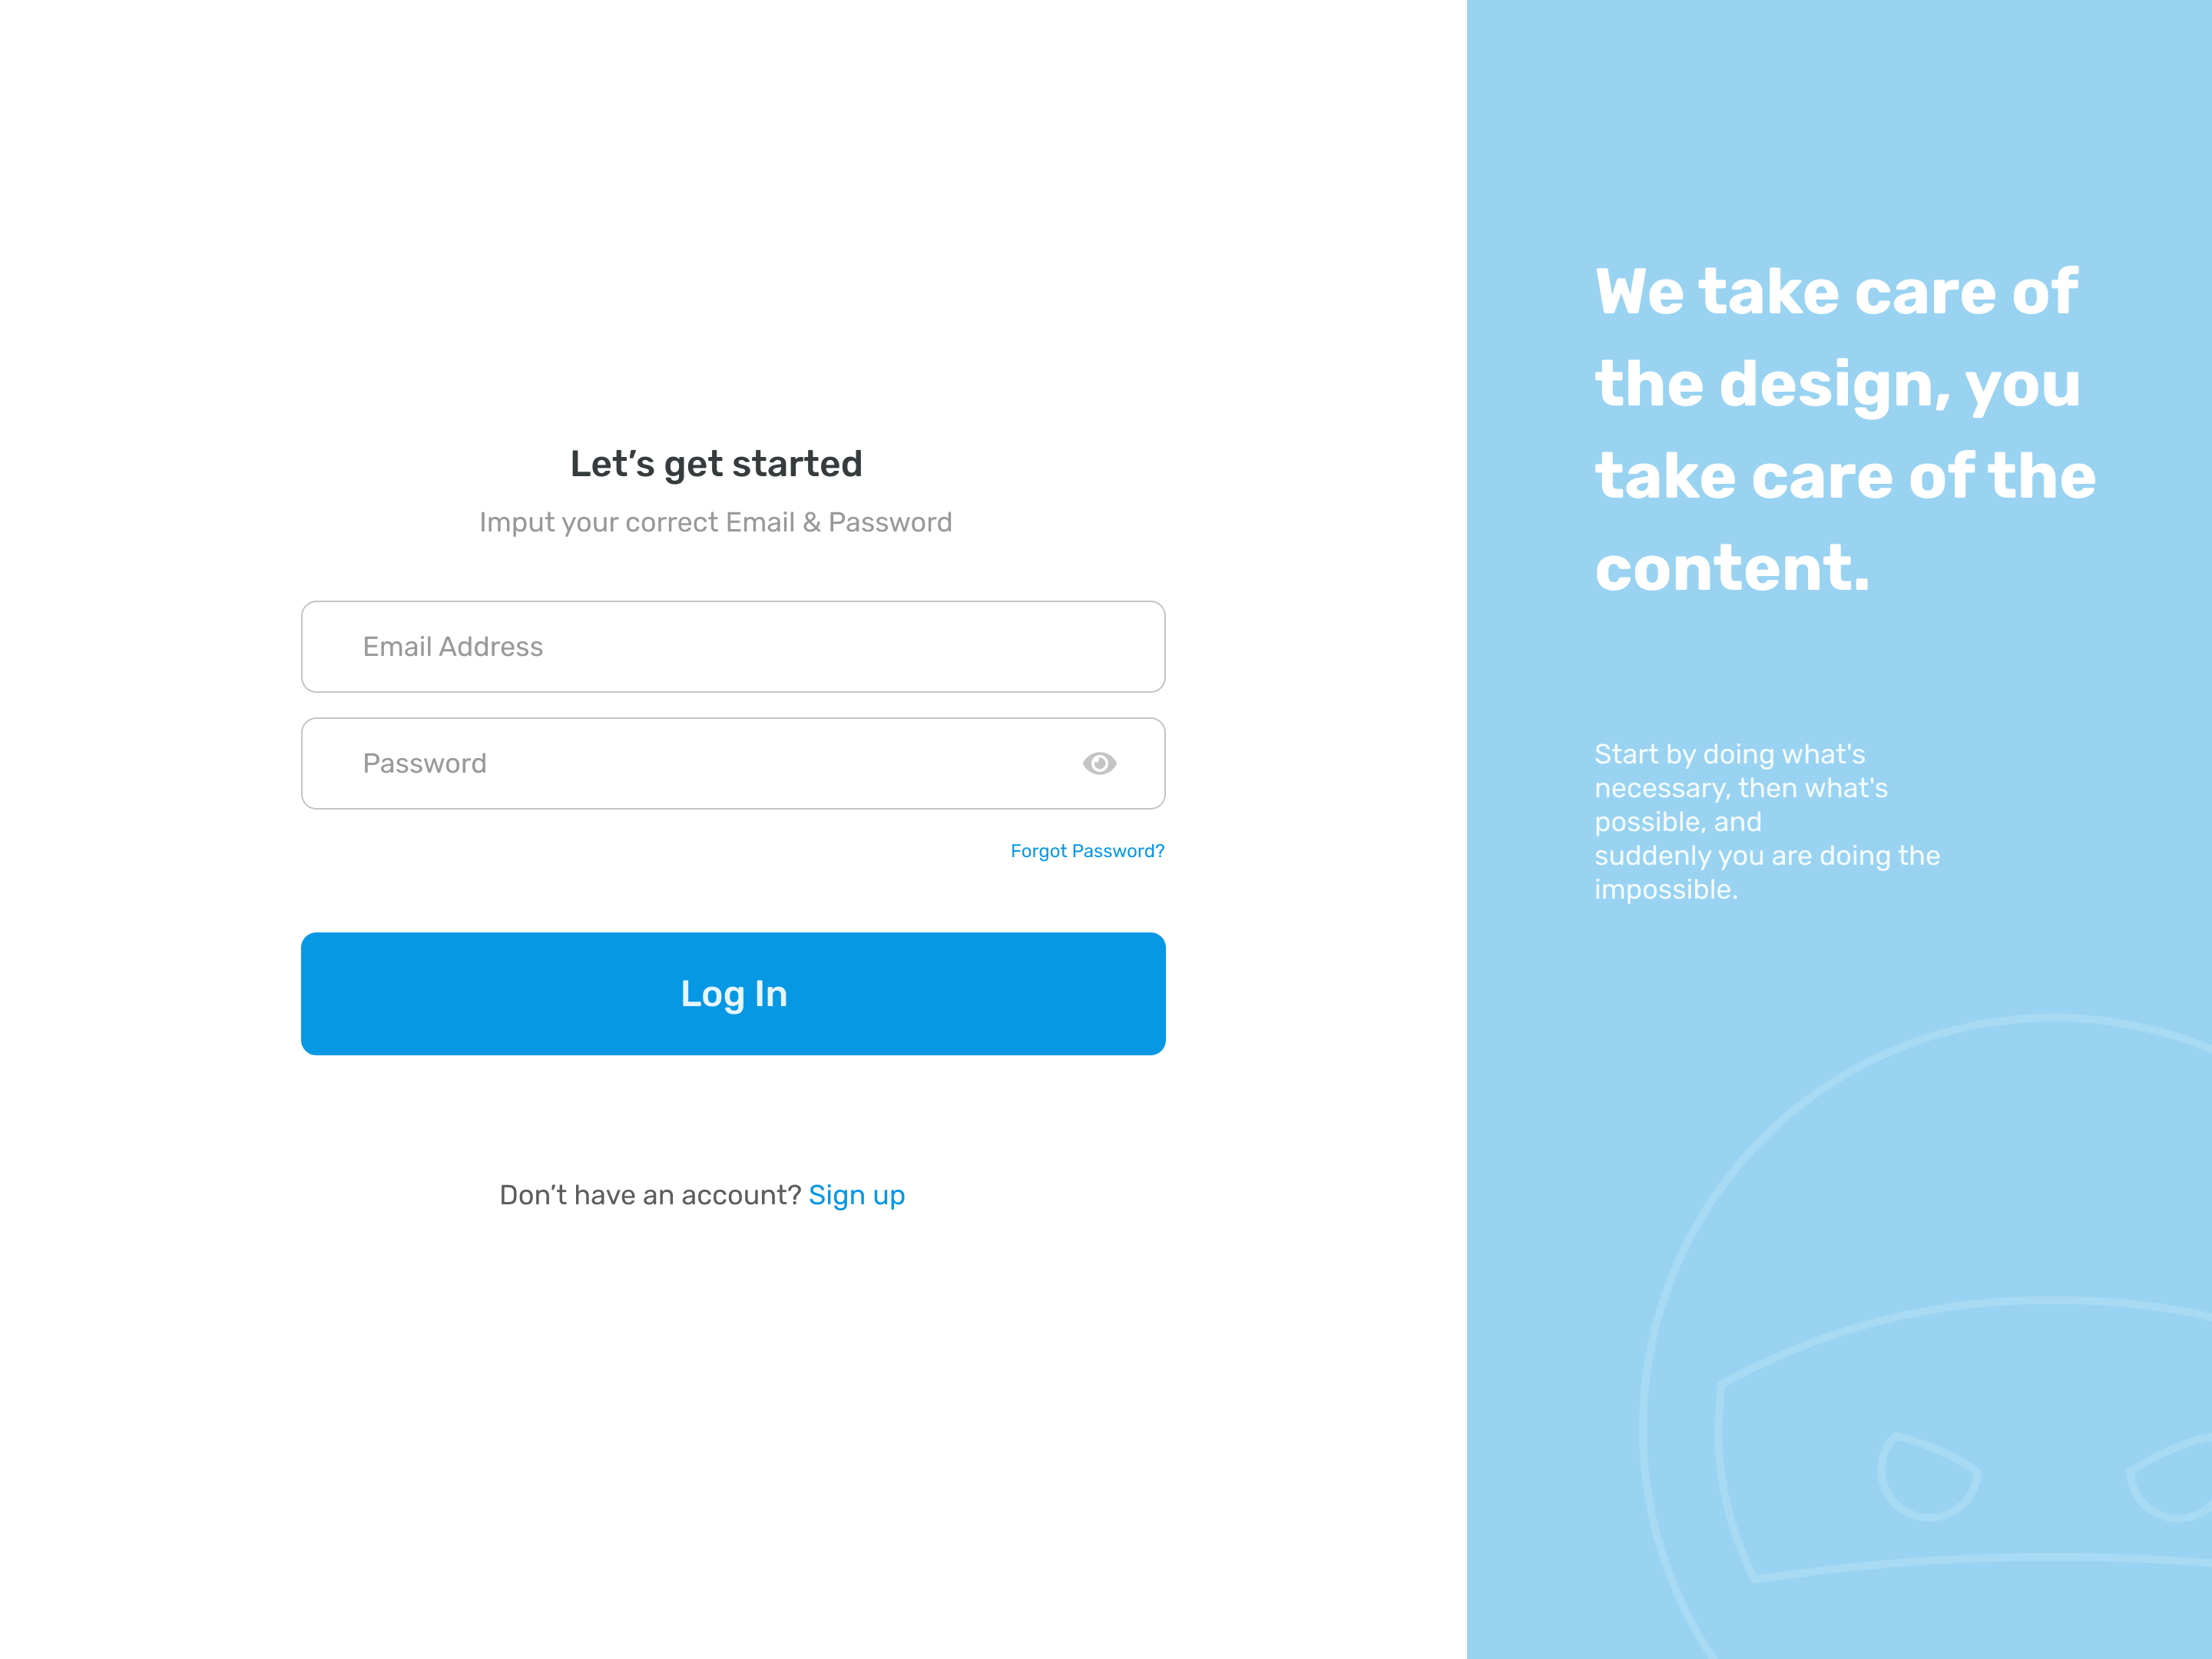 Let’s get started
Imput your correct Email & Password
Email Address
Password
Forgot Password?
Log In
Don’t have an account? Sign up
We take care of
the design, you
take care of the
content.
Start by doing what's
necessary, then what's
possible, and
suddenly you are doing the
impossible.